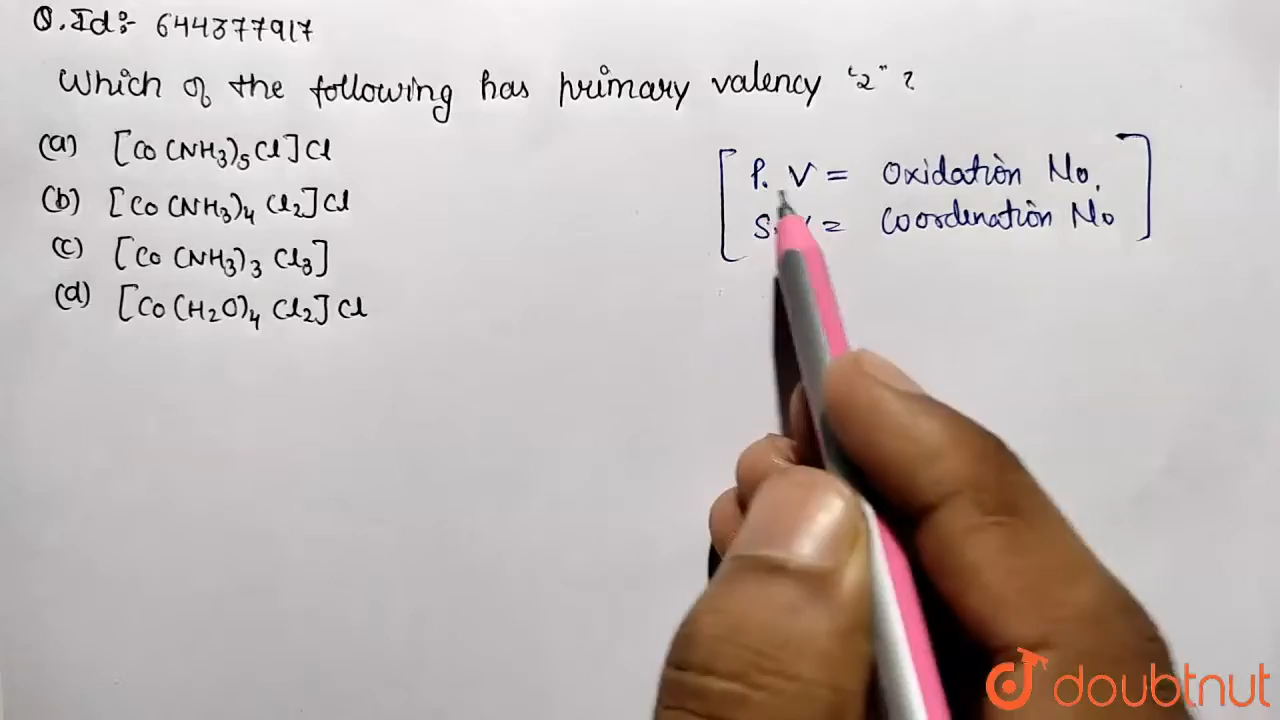 Q.Id:- 644377917
Which of the following has primary valency "2" ?
(a) [Co(NH3)5Cl]Cl
(b) [Co(NH3)4Cl2]Cl
(c) [Co(NH3)3Cl3]
(d) [Co(H2O)4Cl2]Cl
P. V = Oxidation No.
S. V = Coordenation No
doubtnut